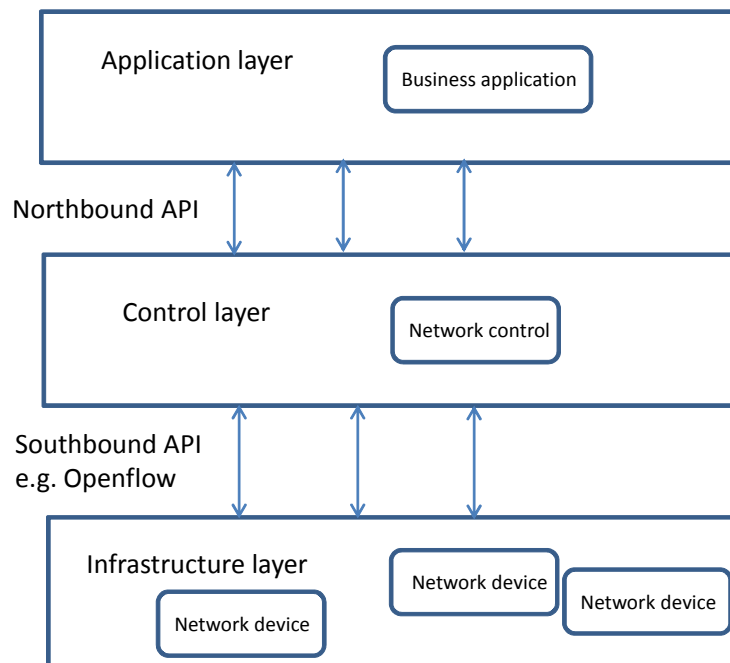 Application layer
Business application
Northbound API
Control layer
Network control
Southbound API
e.g. Openflow
Infrastructure layer
Network device
Network device
Network device